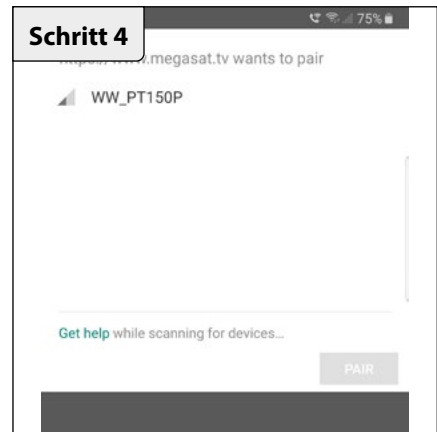 75%
Schritt 4
www.megasat.tv wants to pair
WW_PT150P
Get help while scanning for devices...
PAIR